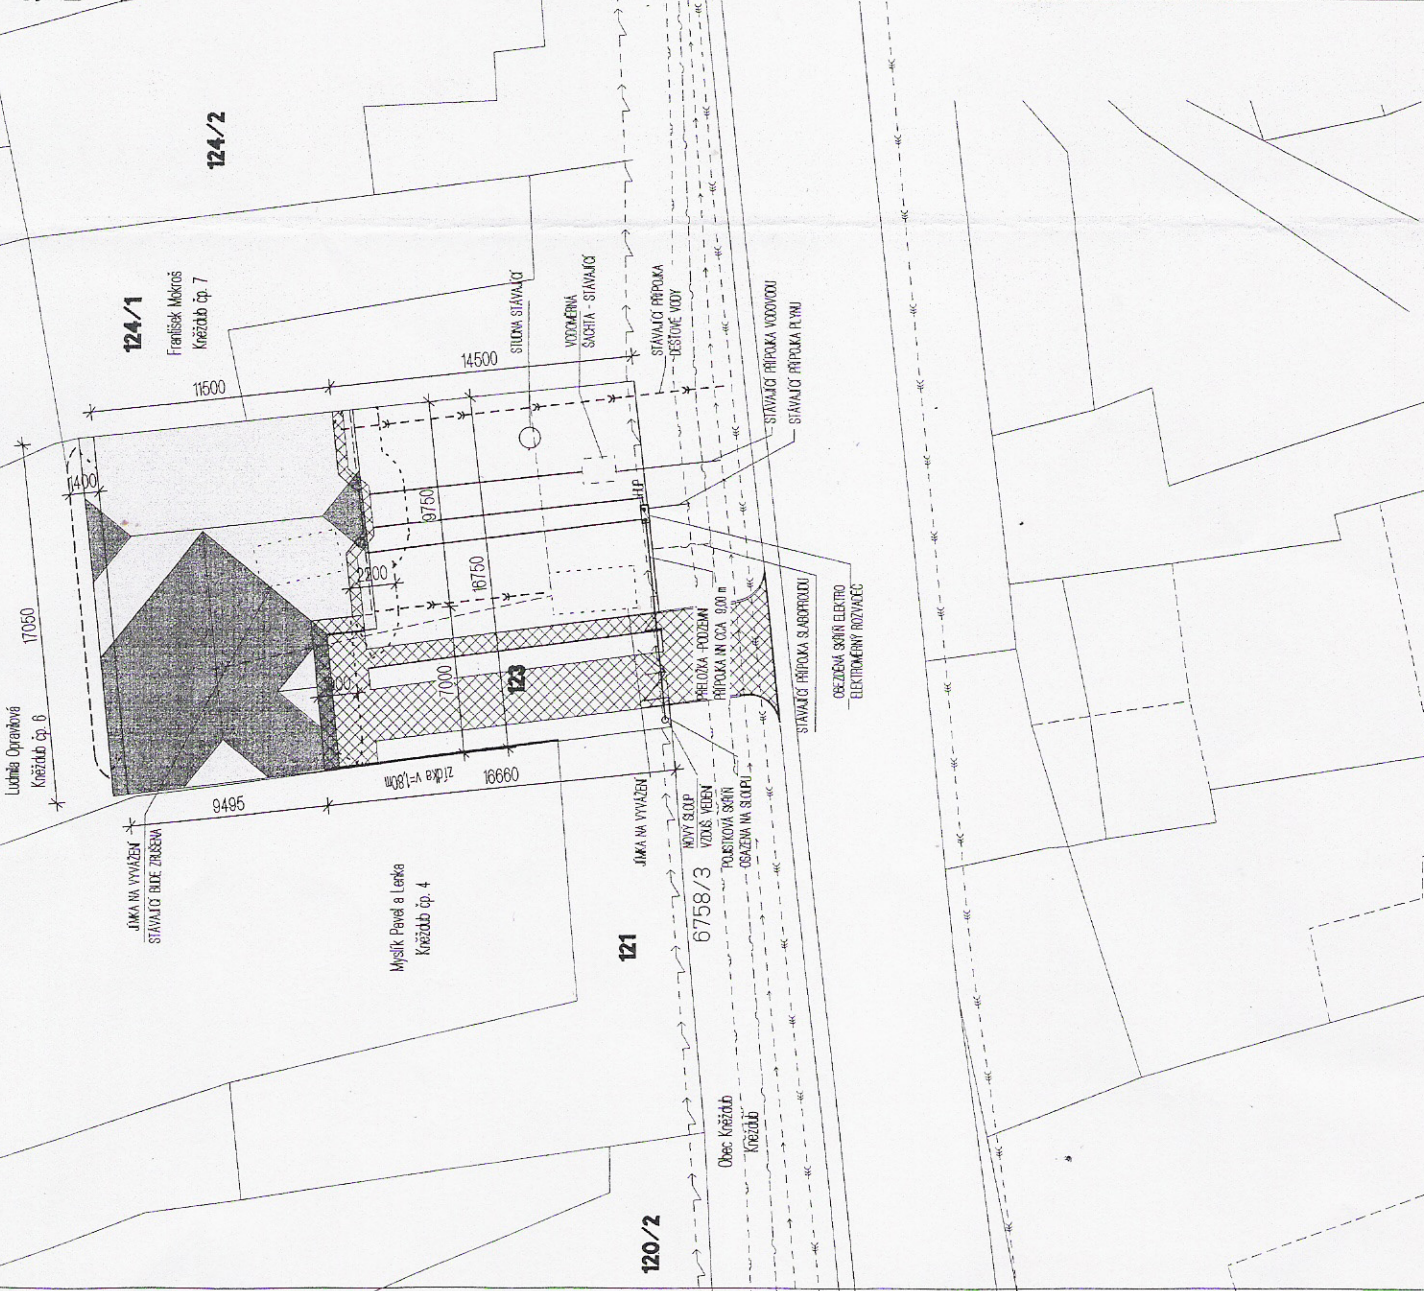 124/2
124/1
František Mokroš
Kněždub čp. 7
Ludmila Opravilová
Kněždub čp. 6
17050
11500
14500
1400
STUDNA STÁVAJÍCÍ
VODOMĚRNÁ
ŠACHTA - STÁVAJÍCÍ
STÁVAJÍCÍ PŘÍPOJKA
DEŠŤOVÉ VODY
STÁVAJÍCÍ PŘÍPOJKA VODOVODU
STÁVAJÍCÍ PŘÍPOJKA PLYNU
9750
16750
2200
HUP
7000
123
PŘELOŽKA -PODZEMN
PŘÍPOJKA NN CCA 9,00 m
STÁVAJÍCÍ PŘÍPOJKA SLABOPROUDU
OBEZDĚNÁ SKŘÍŇ ELEKTRO
ELEKTROMĚRNÝ ROZVADĚČ
9495
zídka v=1,80m
16660
JÍMKA NA VYVÁŽENÍ
STÁVAJÍCÍ BUDE ZRUŠENA
JÍMKA NA VYVÁŽENÍ
NOVÝ SLOUP
VZDUŠ. VEDENÍ
POJISTKOVÁ SKŘÍŇ
OSAZENA NA SLOUPU
Myslík Pavel a Lenka
Kněždub čp. 4
121
6758/3
Obec Kněždub
Kněždub
120/2